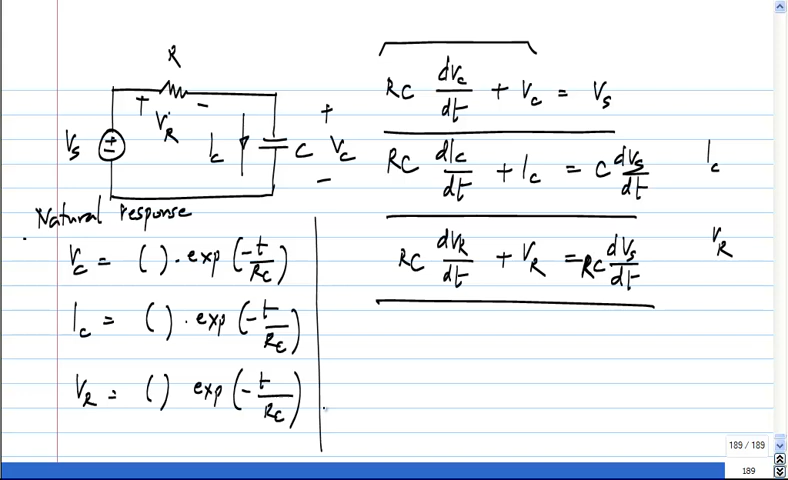 R
+ V_R −
V_s
I_c
C
+
V_c
−
RC dV_c/dt + V_c = V_s
RC dI_c/dt + I_c = C dV_s/dt
I_c
RC dV_R/dt + V_R = RC dV_s/dt
V_R
Natural response
V_c = ( ) . exp (-t/RC)
I_c = ( ) . exp (-t/RC)
V_R = ( ) exp (-t/RC)
189 / 189
189